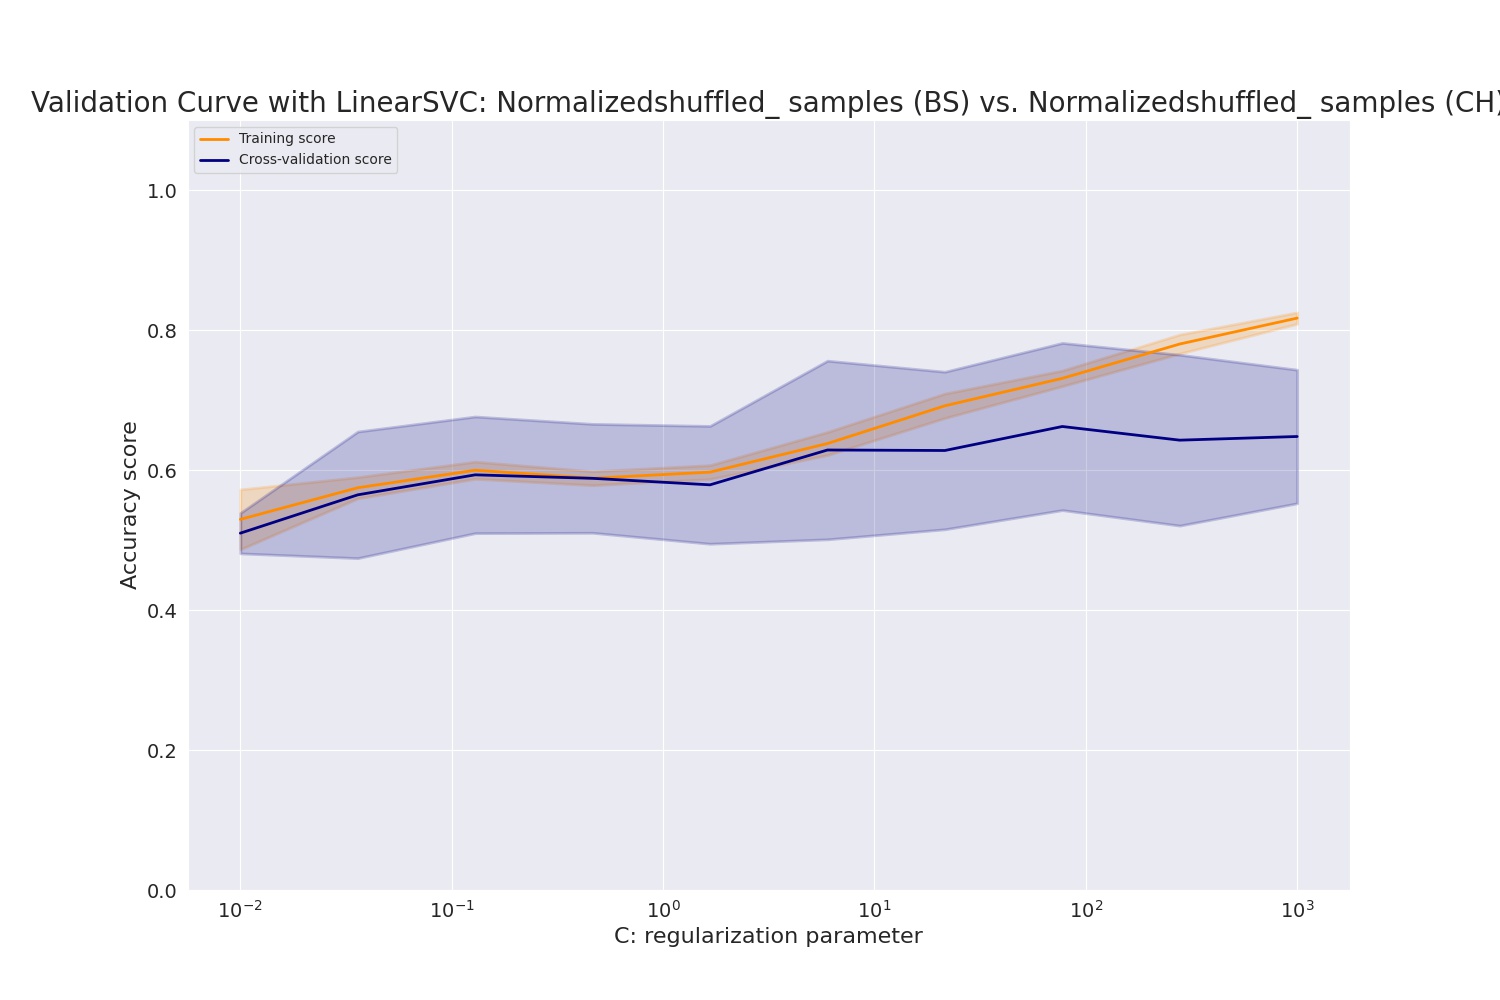 Validation Curve with LinearSVC: Normalizedshuffled_ samples (BS) vs. Normalizedshuffled_ samples (CH)
Training score
Cross-validation score
1.0
0.8
0.6
0.4
0.2
0.0
Accuracy score
10⁻² 10⁻¹ 10⁰ 10¹ 10² 10³
C: regularization parameter